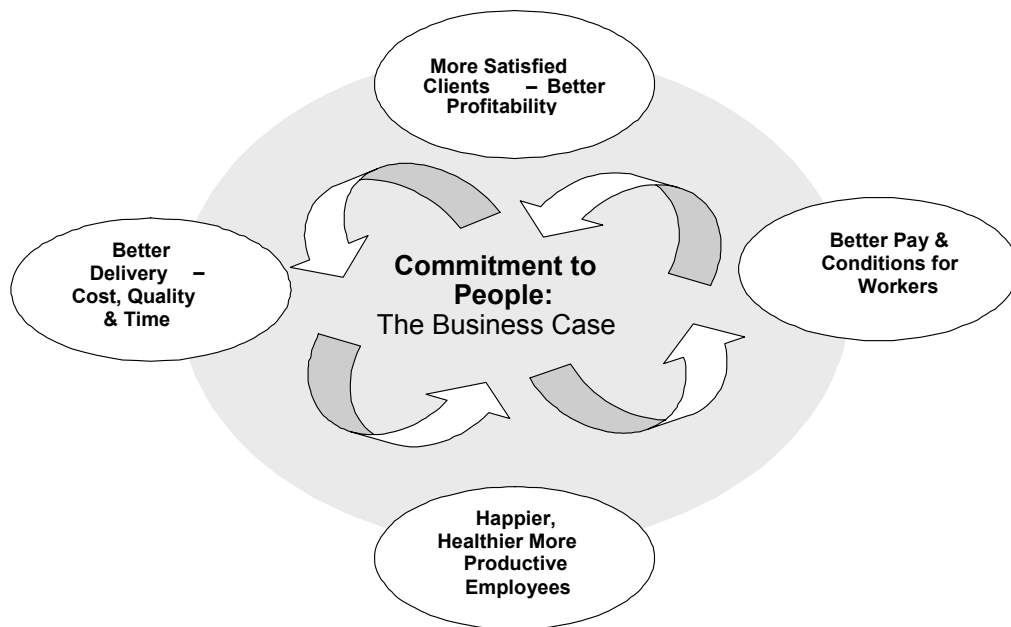 More Satisfied
Clients – Better
Profitability
Better
Delivery –
Cost, Quality
& Time
Commitment to
People:
The Business Case
Better Pay &
Conditions for
Workers
Happier,
Healthier More
Productive
Employees